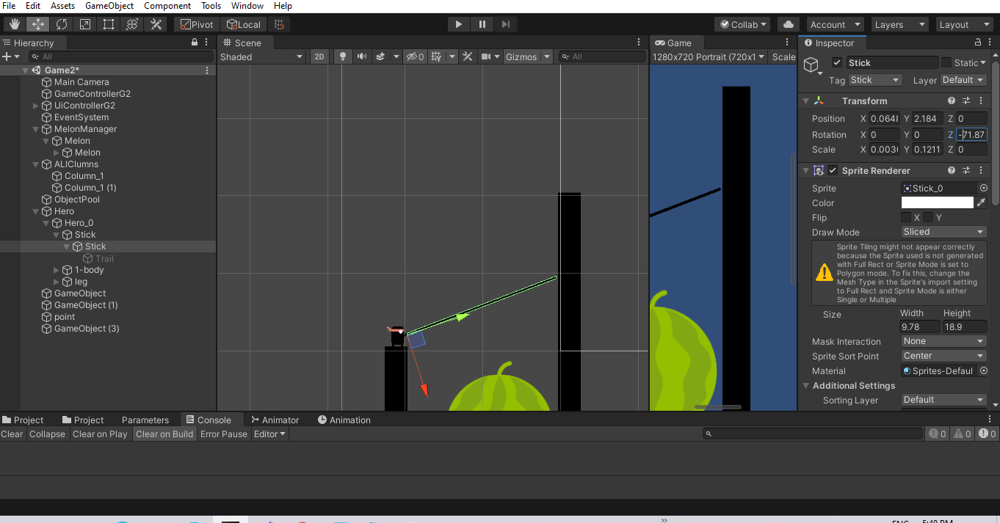 File Edit Assets GameObject Component Tools Window Help
Pivot Local Collab Account Layers Layout
Hierarchy
All
Game2*
Main Camera
GameControllerG2
UiControllerG2
EventSystem
MelonManager
Melon
Melon
ALlClumns
Column_1
Column_1 (1)
ObjectPool
Hero
Hero_0
Stick
Stick
Trail
1-body
leg
GameObject
GameObject (1)
point
GameObject (3)
Scene
Shaded 2D 0 Gizmos All
Game
1280x720 Portrait (720x1 Scale
Inspector
Stick Static
Tag Stick Layer Default
Transform
Position X 0.0648 Y 2.184 Z 0
Rotation X 0 Y 0 Z -71.87
Scale X 0.003 Y 0.1211 Z 0
Sprite Renderer
Sprite Stick_0
Color
Flip X Y
Draw Mode Sliced
Sprite Tiling might not appear correctly
because the Sprite used is not generated
with Full Rect or Sprite Mode is set to
Polygon mode. To fix this, change the
Mesh Type in the Sprite's import setting
to Full Rect and Sprite Mode is either
Single or Multiple
Size Width Height
9.78 18.9
Mask Interaction None
Sprite Sort Point Center
Material Sprites-Defaul
Additional Settings
Sorting Layer Default
Project Project Parameters Console Animator Animation
Clear Collapse Clear on Play Clear on Build Error Pause Editor 0 0 0